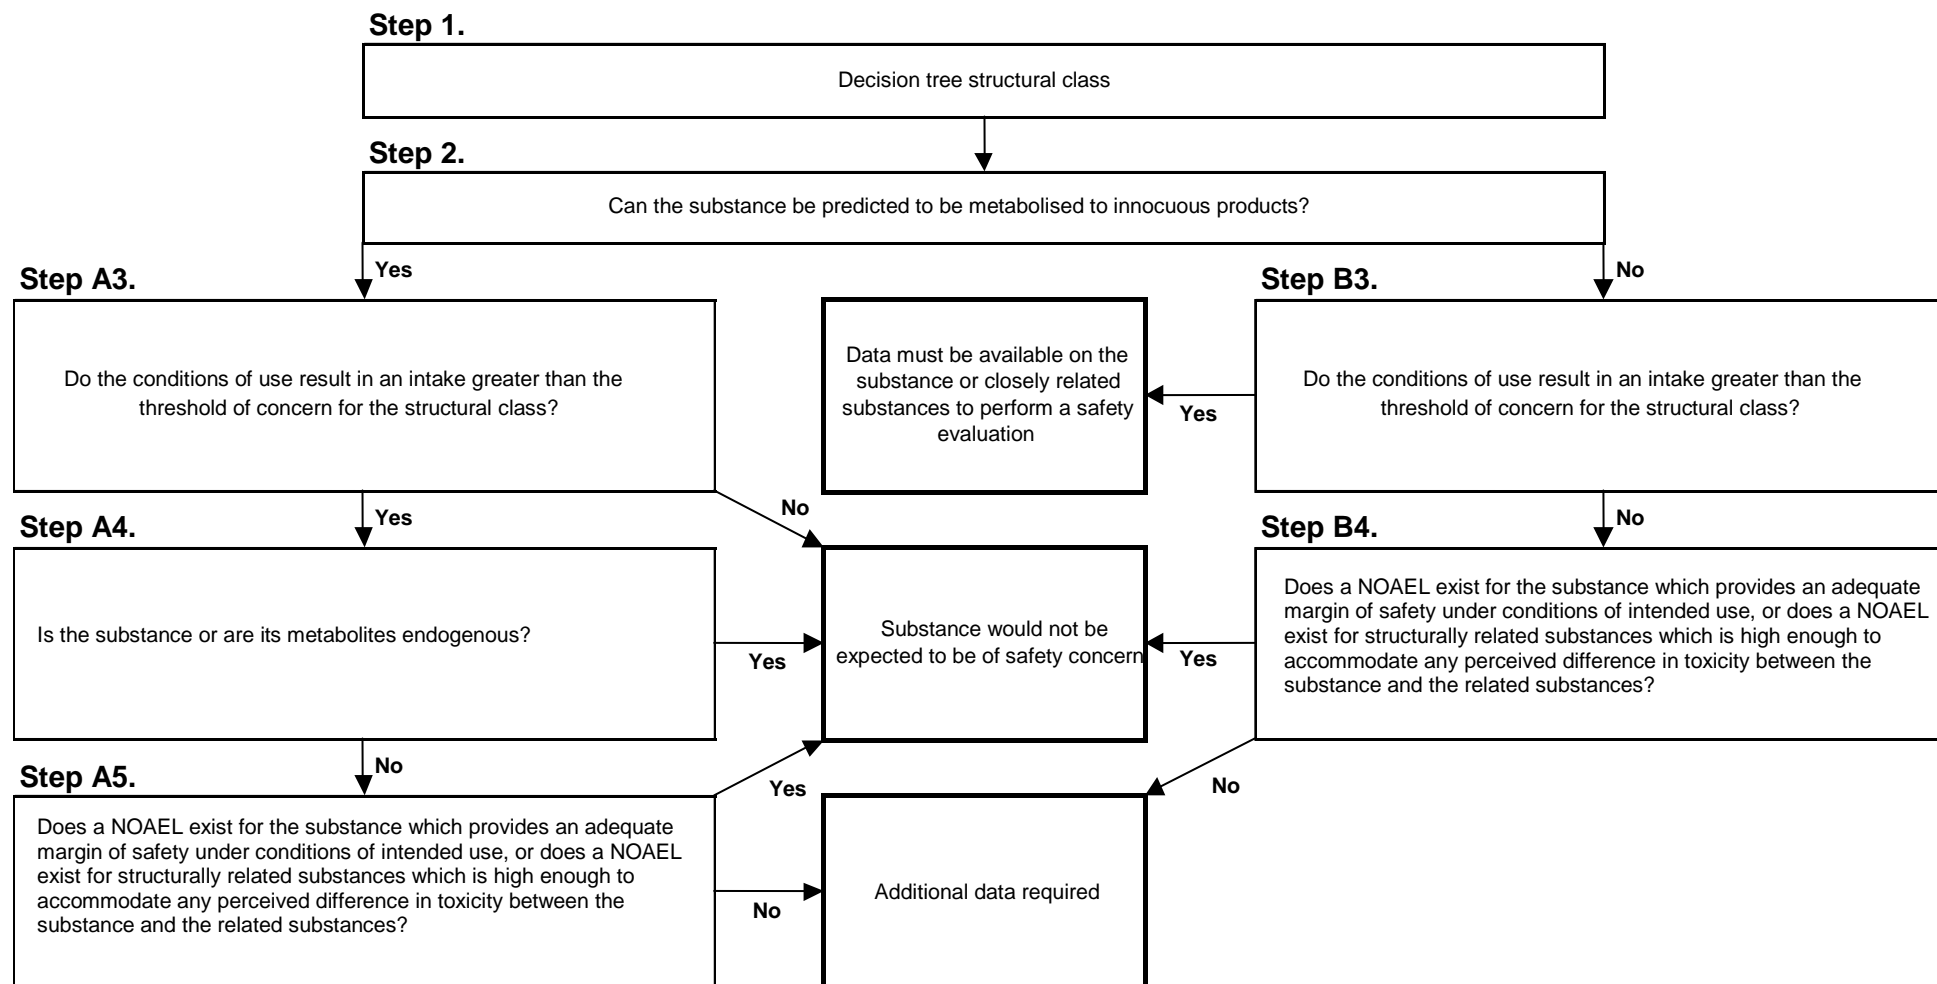 Step 1.
Decision tree structural class
Step 2.
Can the substance be predicted to be metabolised to innocuous products?
Yes
No
Step A3.
Do the conditions of use result in an intake greater than the
threshold of concern for the structural class?
Data must be available on the
substance or closely related
substances to perform a safety
evaluation
Yes
Step B3.
Do the conditions of use result in an intake greater than the
threshold of concern for the structural class?
Yes
No
No
Step A4.
Is the substance or are its metabolites endogenous?
Yes
Substance would not be
expected to be of safety concern
Yes
Step B4.
Does a NOAEL exist for the substance which provides an adequate
margin of safety under conditions of intended use, or does a NOAEL
exist for structurally related substances which is high enough to
accommodate any perceived difference in toxicity between the
substance and the related substances?
No
Yes
No
Step A5.
Does a NOAEL exist for the substance which provides an adequate
margin of safety under conditions of intended use, or does a NOAEL
exist for structurally related substances which is high enough to
accommodate any perceived difference in toxicity between the
substance and the related substances?
No
Additional data required